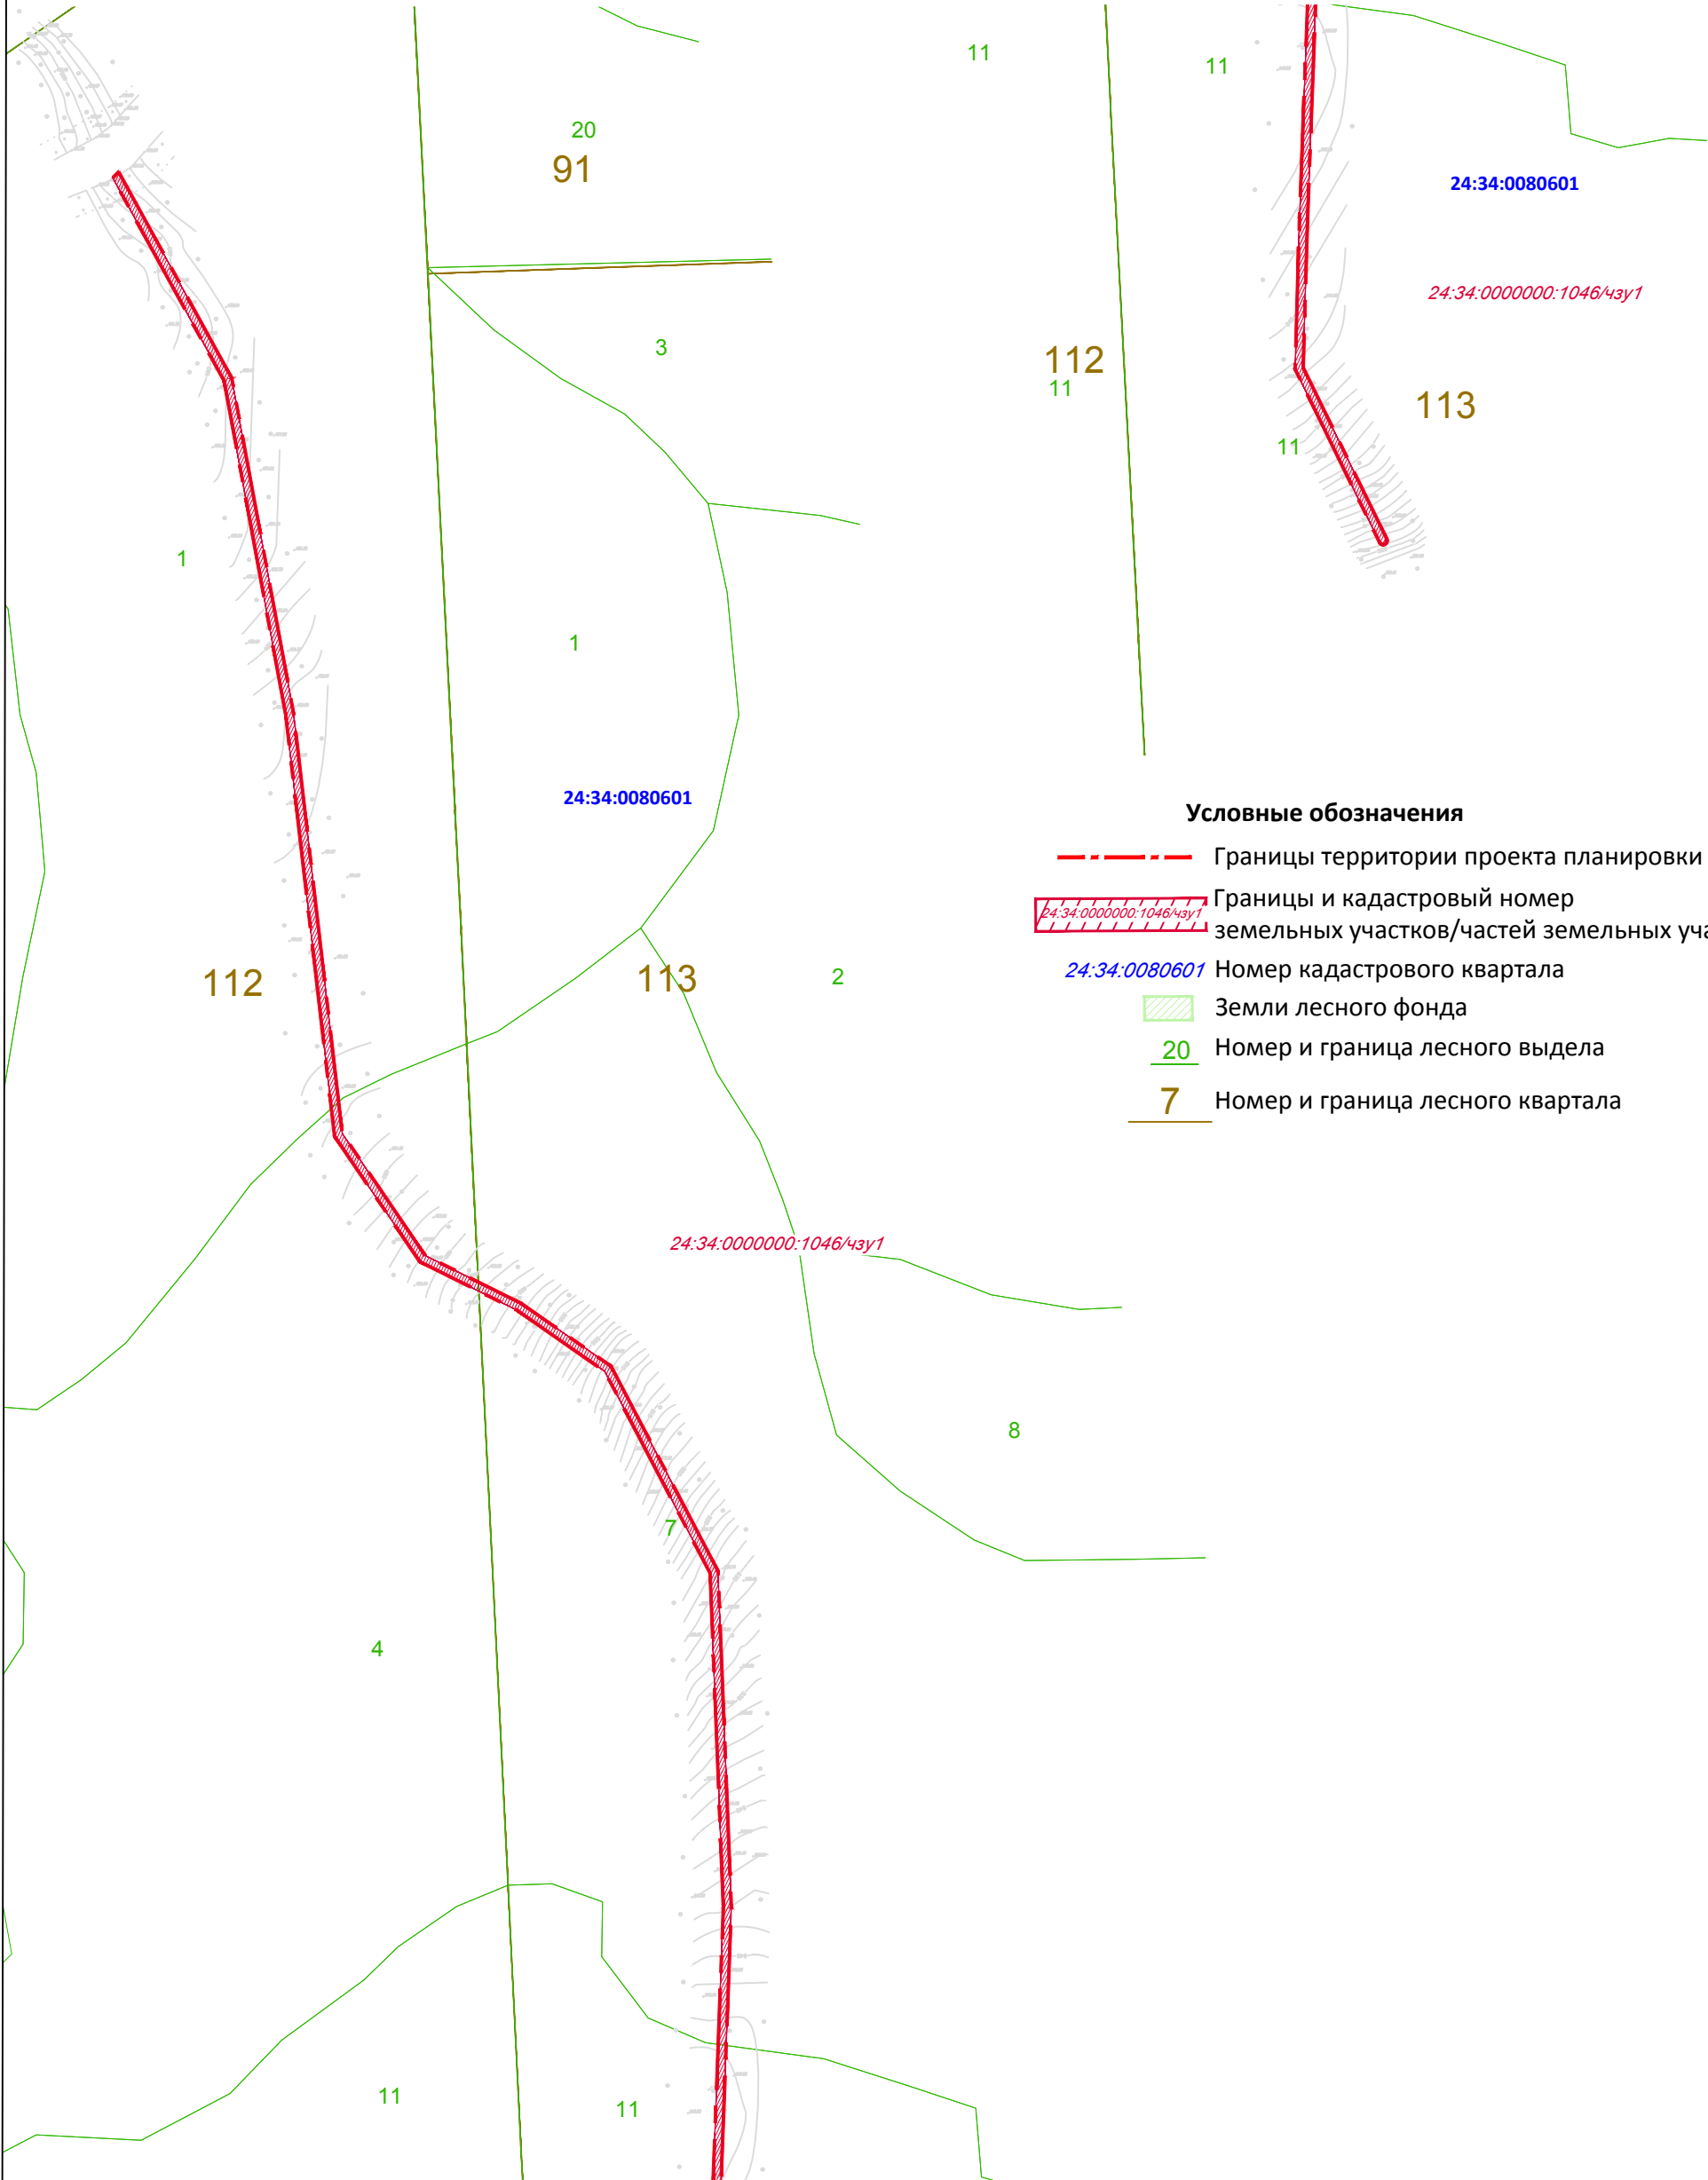 11
11
20
91
24:34:0080601
24:34:0000000:1046/чзу1
3
112
11
113
11
1
1
24:34:0080601
Условные обозначения
Границы территории проекта планировки
24:34:0000000:1046/чзу1
Границы и кадастровый номер
земельных участков/частей земельных уча
24:34:0080601 Номер кадастрового квартала
Земли лесного фонда
20 Номер и граница лесного выдела
7 Номер и граница лесного квартала
112
113
2
24:34:0000000:1046/чзу1
8
7
4
11
11